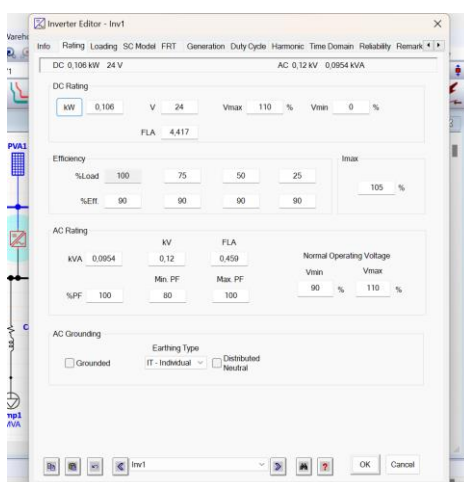 Inverter Editor - Inv1
Info Rating Loading SC Model FRT Generation Duty Cycle Harmonic Time Domain Reliability Remark
DC 0,106 kW 24 V AC 0,12 kV 0,0954 kVA
DC Rating
kW 0,106 V 24 Vmax 110 % Vmin 0 %
FLA 4,417
PVA1
Efficiency Imax
%Load 100 75 50 25
105 %
%Eff. 90 90 90 90
AC Rating
kV FLA
kVA 0,0954 0,12 0,459 Normal Operating Voltage
Min. PF Max. PF Vmin Vmax
%PF 100 80 100 90 % 110 %
AC Grounding
Earthing Type
Grounded IT - Individual Distributed
Neutral
mp1
MVA
Inv1 OK Cancel